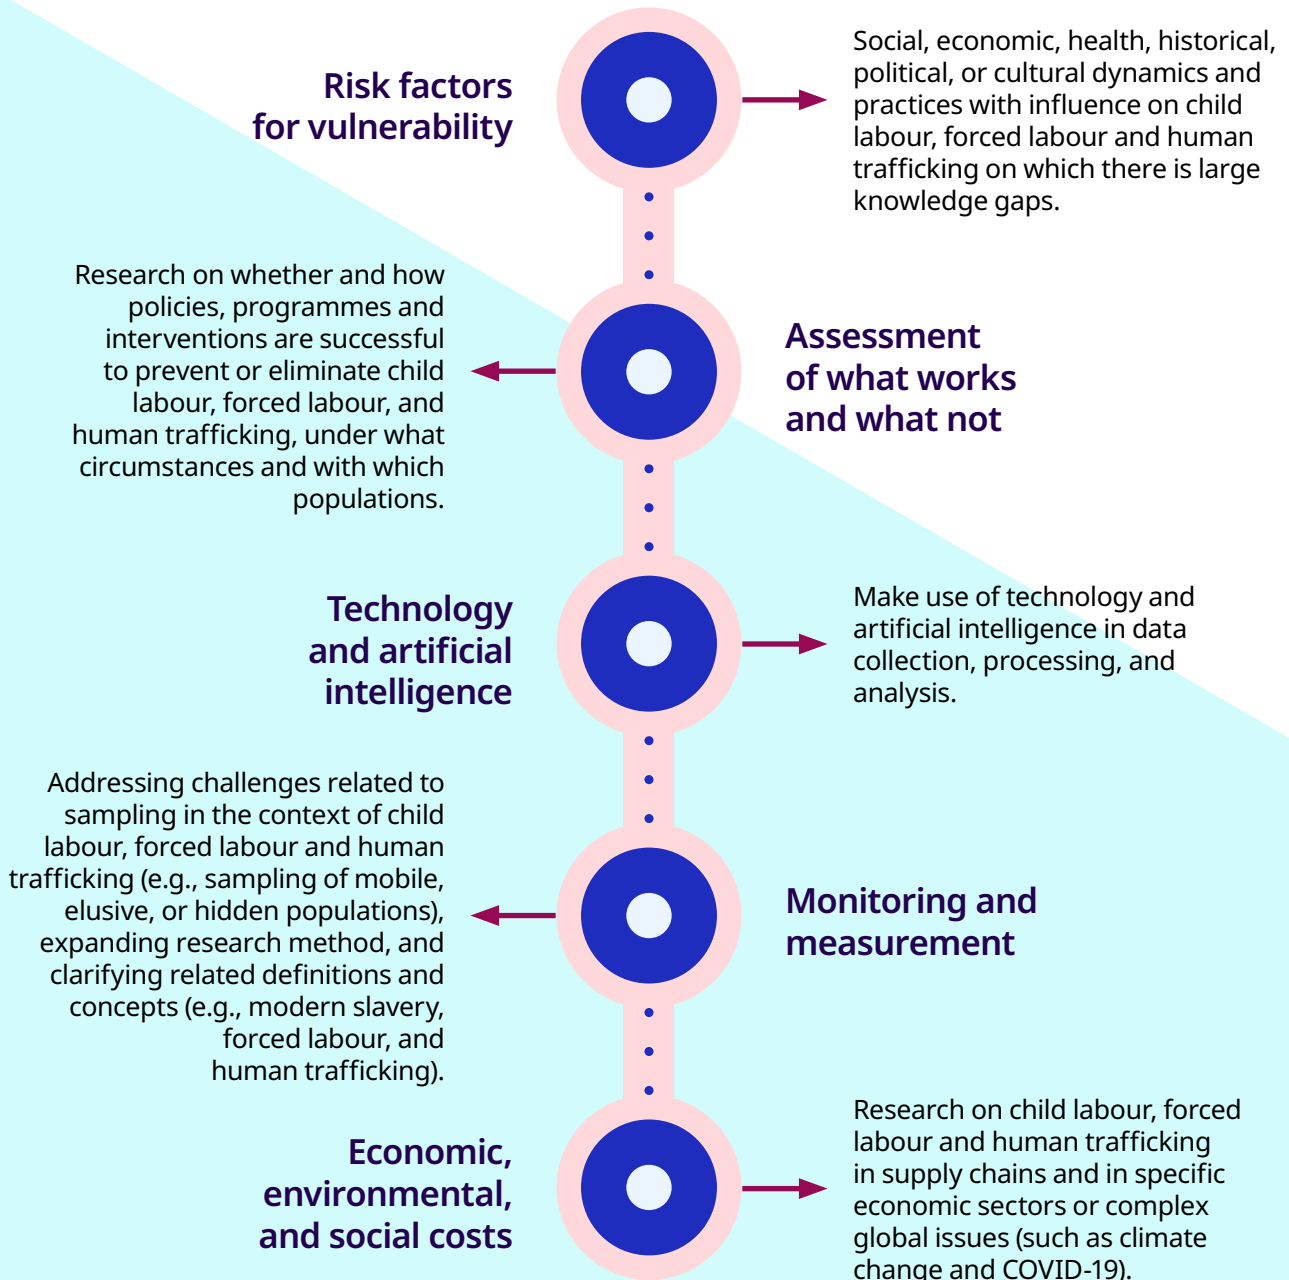 Risk factors
for vulnerability
Social, economic, health, historical,
political, or cultural dynamics and
practices with influence on child
labour, forced labour and human
trafficking on which there is large
knowledge gaps.
Research on whether and how
policies, programmes and
interventions are successful
to prevent or eliminate child
labour, forced labour, and
human trafficking, under what
circumstances and with which
populations.
Assessment
of what works
and what not
Technology
and artificial
intelligence
Make use of technology and
artificial intelligence in data
collection, processing, and
analysis.
Addressing challenges related to
sampling in the context of child
labour, forced labour and human
trafficking (e.g., sampling of mobile,
elusive, or hidden populations),
expanding research method, and
clarifying related definitions and
concepts (e.g., modern slavery,
forced labour, and
human trafficking).
Monitoring and
measurement
Economic,
environmental,
and social costs
Research on child labour, forced
labour and human trafficking
in supply chains and in specific
economic sectors or complex
global issues (such as climate
change and COVID-19).